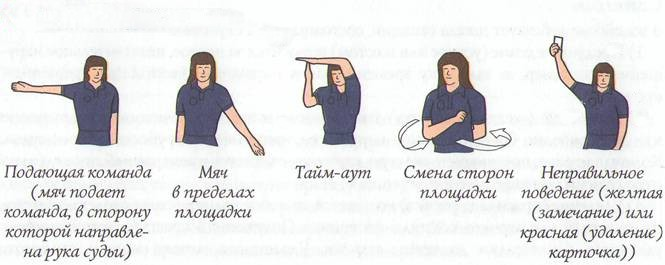 Подающая команда
(мяч подает
команда, в сторону
которой направле-
на рука судьи)
Мяч
в пределах
площадки
Тайм-аут
Смена сторон
площадки
Неправильное
поведение (желтая
(замечание) или
красная (удаление)
карточка))